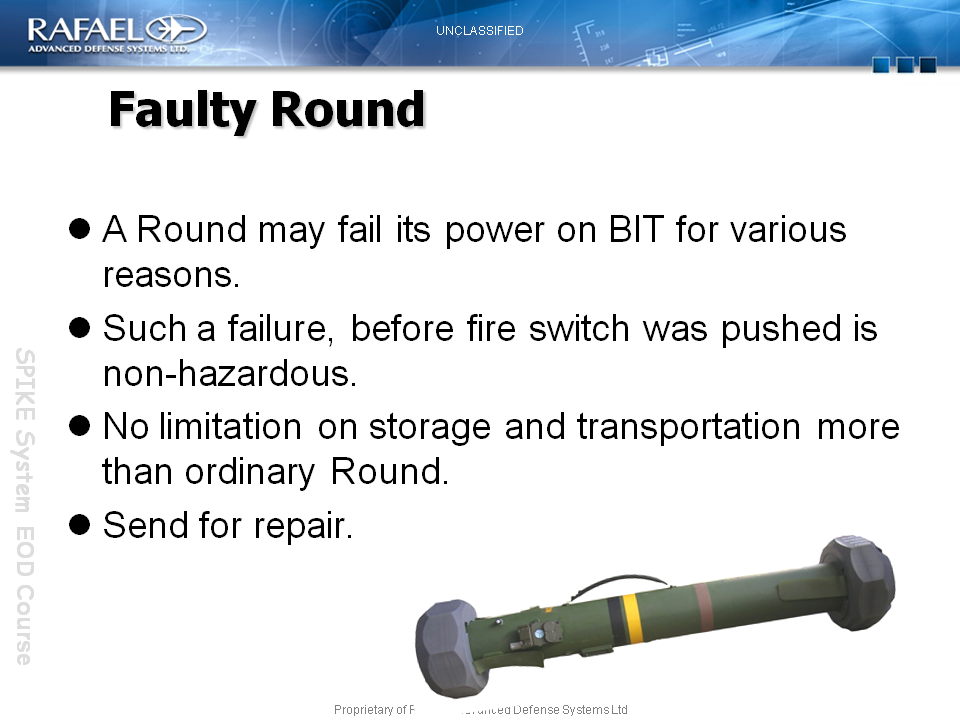 RAFAEL
ADVANCED DEFENSE SYSTEMS LTD.
UNCLASSIFIED
Faulty Round
A Round may fail its power on BIT for various
reasons.
Such a failure, before fire switch was pushed is
non-hazardous.
No limitation on storage and transportation more
than ordinary Round.
Send for repair.
SPIKE System EOD Course
Proprietary of Defense Systems Ltd